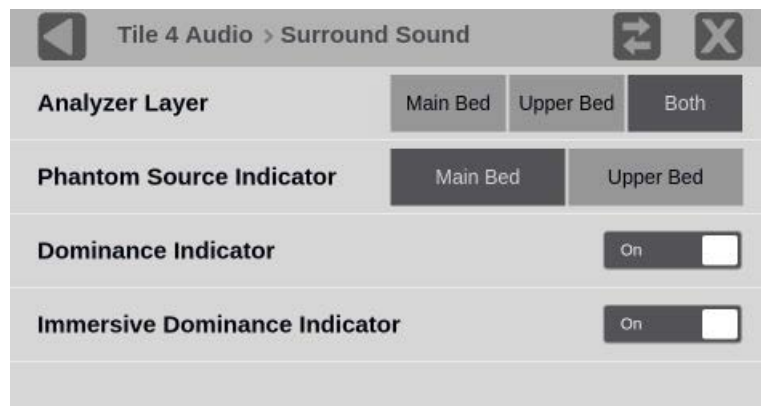 Tile 4 Audio > Surround Sound
Analyzer Layer Main Bed Upper Bed Both
Phantom Source Indicator Main Bed Upper Bed
Dominance Indicator On
Immersive Dominance Indicator On